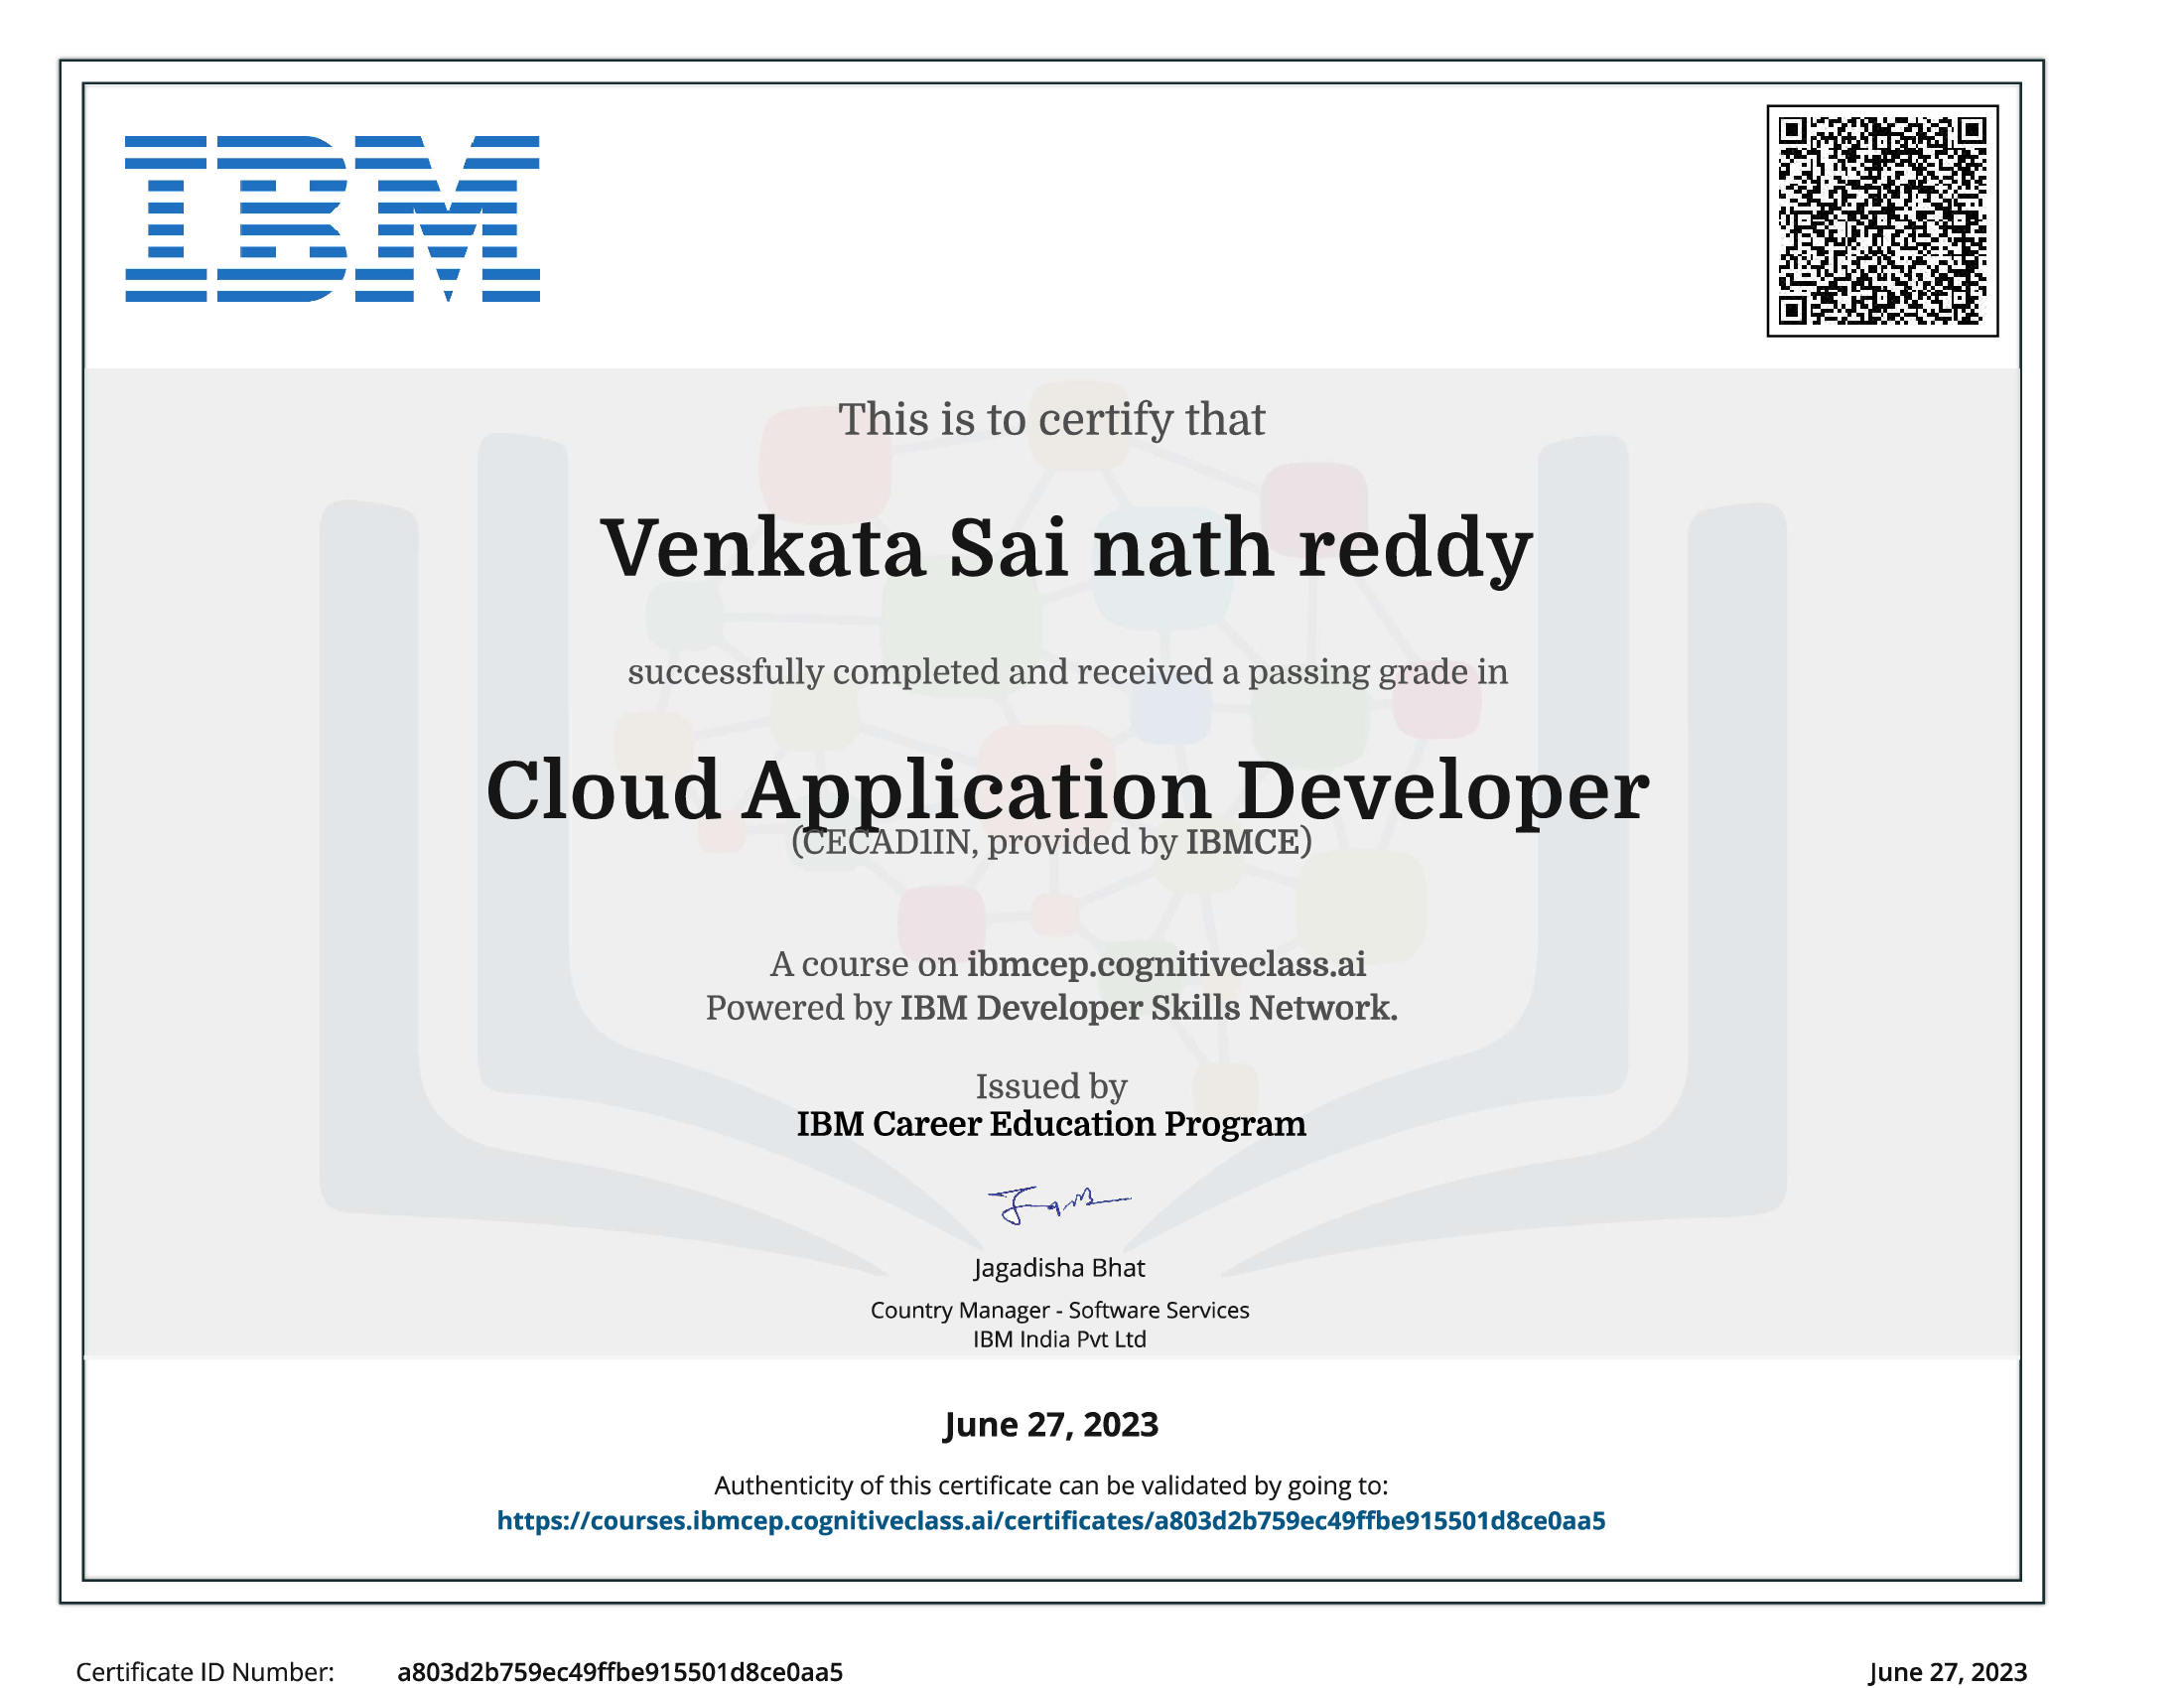 IBM
This is to certify that
Venkata Sai nath reddy
successfully completed and received a passing grade in
Cloud Application Developer
(CECAD1IN, provided by IBMCE)
A course on ibmcep.cognitiveclass.ai
Powered by IBM Developer Skills Network.
Issued by
IBM Career Education Program
Jagadisha Bhat
Country Manager - Software Services
IBM India Pvt Ltd
June 27, 2023
Authenticity of this certificate can be validated by going to:
https://courses.ibmcep.cognitiveclass.ai/certificates/a803d2b759ec49ffbe915501d8ce0aa5
Certificate ID Number: a803d2b759ec49ffbe915501d8ce0aa5 June 27, 2023